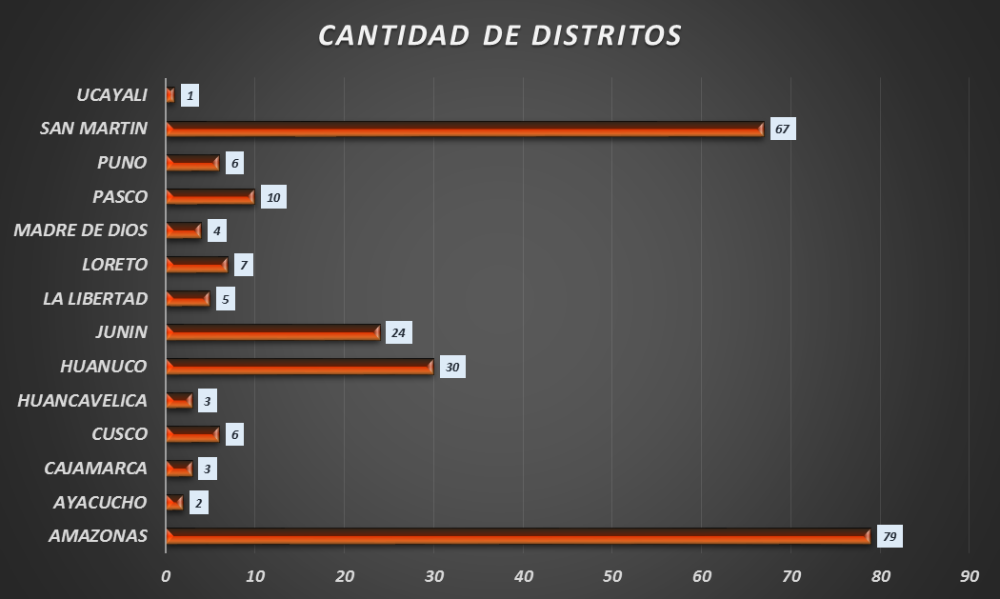 CANTIDAD DE DISTRITOS
UCAYALI 1
SAN MARTIN 67
PUNO 6
PASCO 10
MADRE DE DIOS 4
LORETO 7
LA LIBERTAD 5
JUNIN 24
HUANUCO 30
HUANCAVELICA 3
CUSCO 6
CAJAMARCA 3
AYACUCHO 2
AMAZONAS 79
0 10 20 30 40 50 60 70 80 90